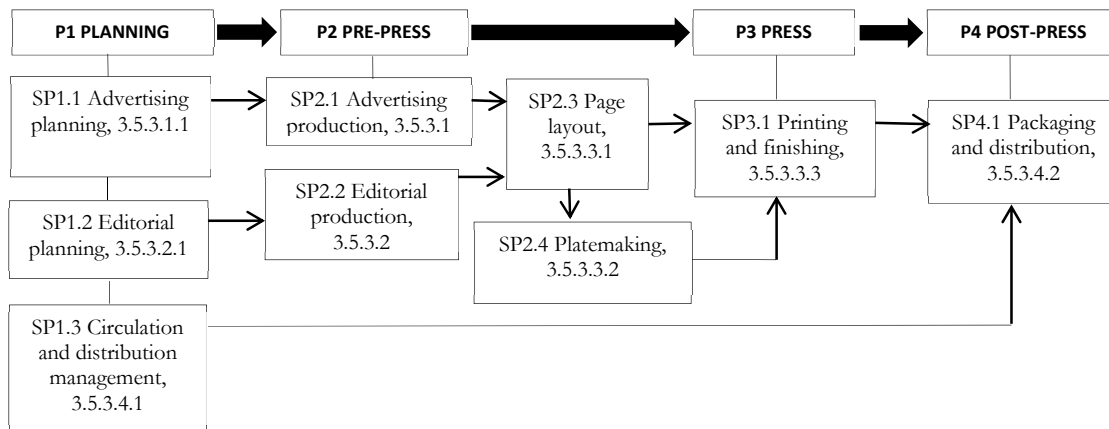 P1 PLANNING
P2 PRE-PRESS
P3 PRESS
P4 POST-PRESS
SP1.1 Advertising
planning, 3.5.3.1.1
SP2.1 Advertising
production, 3.5.3.1
SP2.3 Page
layout,
3.5.3.3.1
SP3.1 Printing
and finishing,
3.5.3.3.3
SP4.1 Packaging
and distribution,
3.5.3.4.2
SP1.2 Editorial
planning, 3.5.3.2.1
SP2.2 Editorial
production,
3.5.3.2
SP2.4 Platemaking,
3.5.3.3.2
SP1.3 Circulation
and distribution
management,
3.5.3.4.1